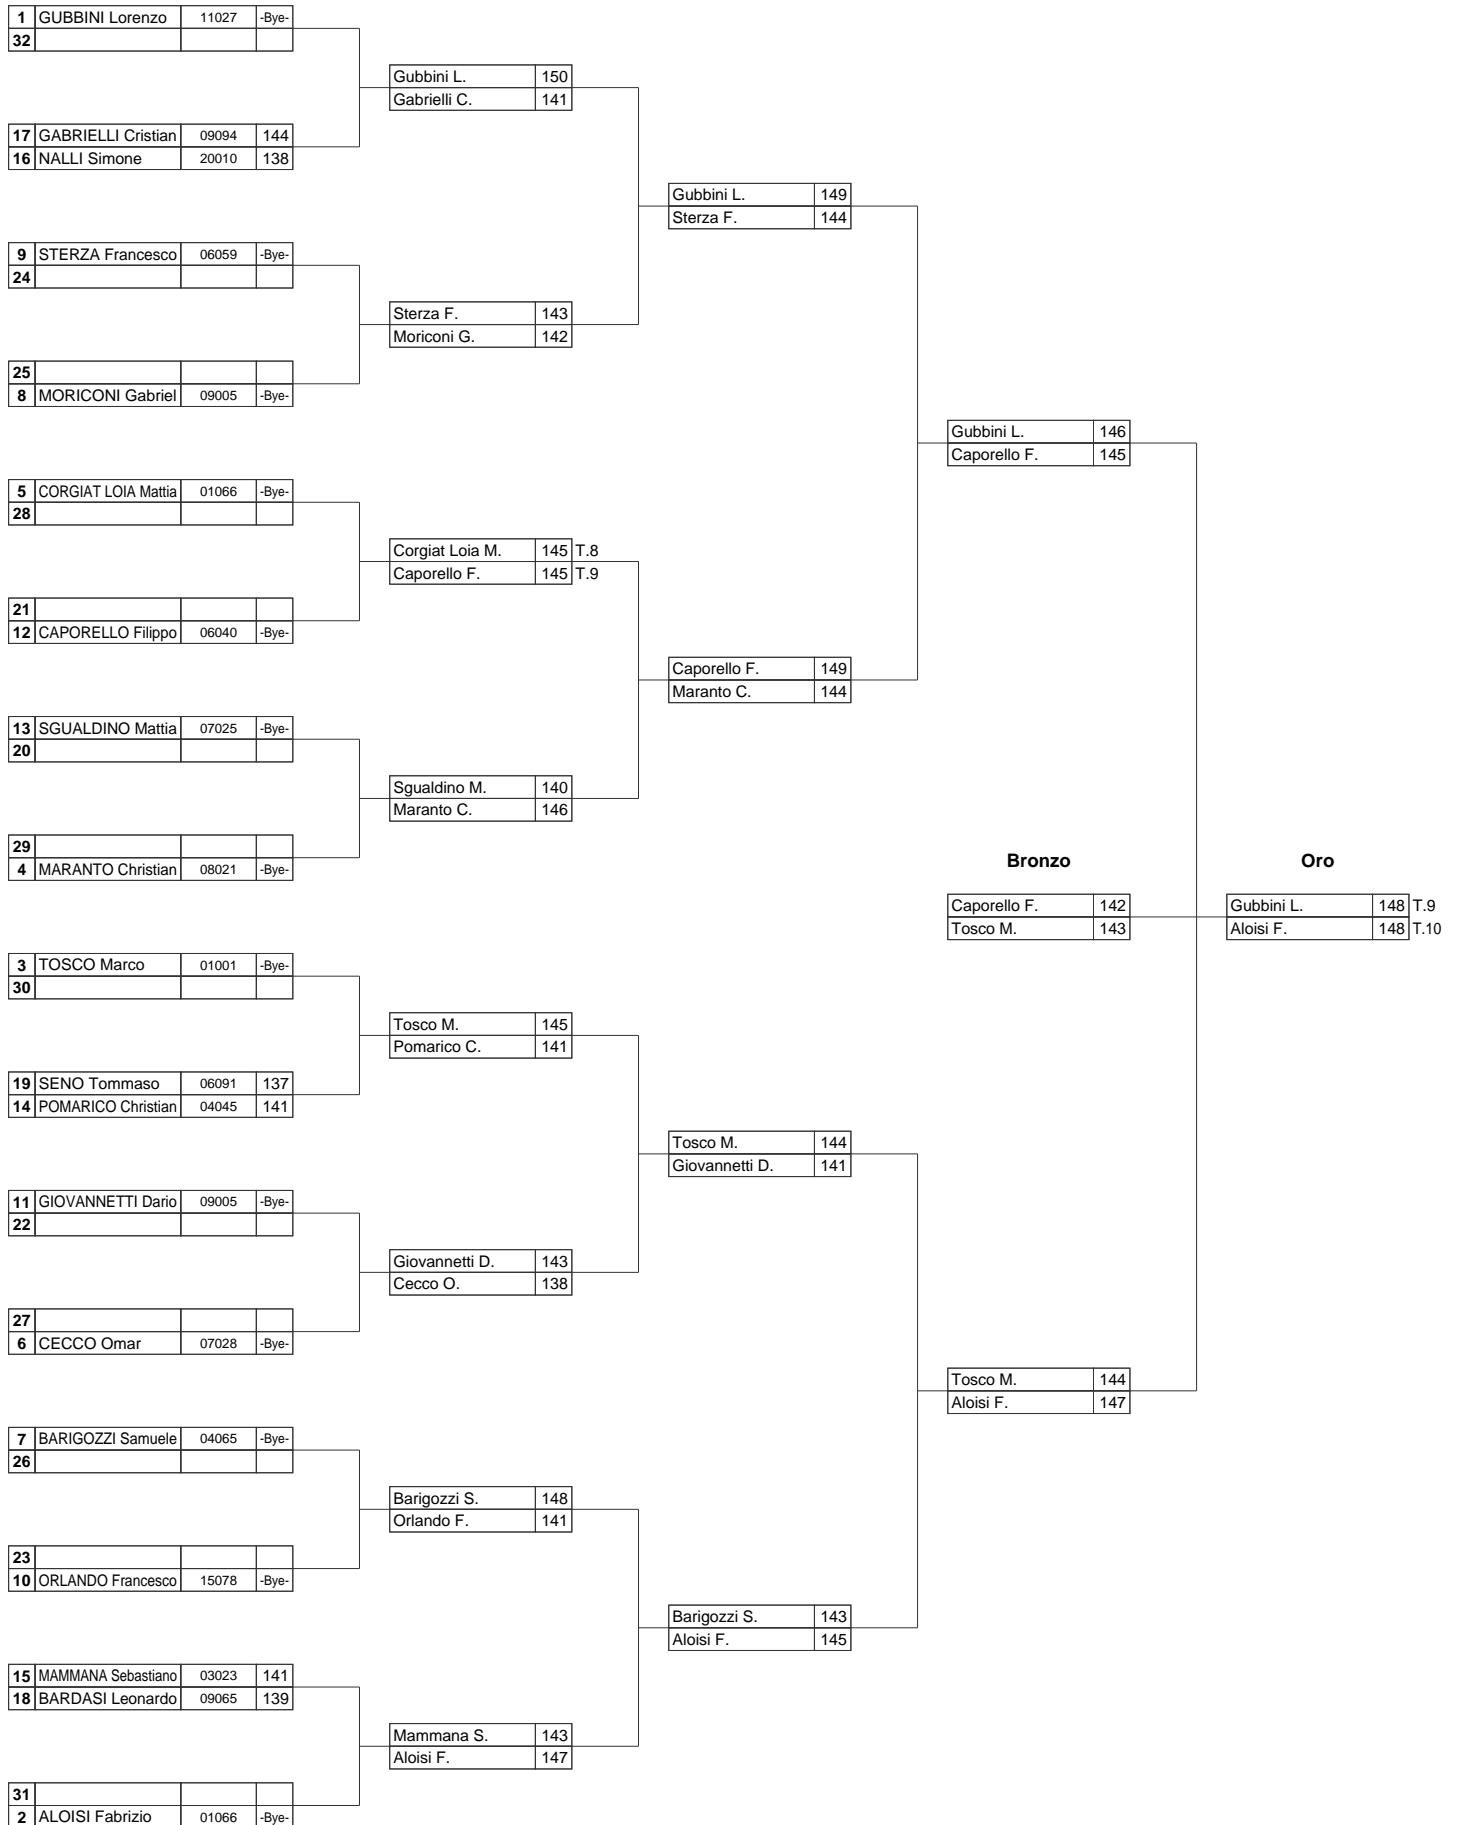 1 GUBBINI Lorenzo 11027 -Bye-
32
Gubbini L. 150
Gabrielli C. 141
17 GABRIELLI Cristian 09094 144
16 NALLI Simone 20010 138
Gubbini L. 149
Sterza F. 144
9 STERZA Francesco 06059 -Bye-
24
Sterza F. 143
Moriconi G. 142
25
8 MORICONI Gabriel 09005 -Bye-
Gubbini L. 146
Caporello F. 145
5 CORGIAT LOIA Mattia 01066 -Bye-
28
Corgiat Loia M. 145 T.8
Caporello F. 145 T.9
21
12 CAPORELLO Filippo 06040 -Bye-
Caporello F. 149
Maranto C. 144
13 SGUALDINO Mattia 07025 -Bye-
20
Sgualdino M. 140
Maranto C. 146
29
4 MARANTO Christian 08021 -Bye-
Bronzo Oro
Caporello F. 142 Gubbini L. 148 T.9
Tosco M. 143 Aloisi F. 148 T.10
3 TOSCO Marco 01001 -Bye-
30
Tosco M. 145
Pomarico C. 141
19 SENO Tommaso 06091 137
14 POMARICO Christian 04045 141
Tosco M. 144
Giovannetti D. 141
11 GIOVANNETTI Dario 09005 -Bye-
22
Giovannetti D. 143
Cecco O. 138
27
6 CECCO Omar 07028 -Bye-
Tosco M. 144
Aloisi F. 147
7 BARIGOZZI Samuele 04065 -Bye-
26
Barigozzi S. 148
Orlando F. 141
23
10 ORLANDO Francesco 15078 -Bye-
Barigozzi S. 143
Aloisi F. 145
15 MAMMANA Sebastiano 03023 141
18 BARDASI Leonardo 09065 139
Mammana S. 143
Aloisi F. 147
31
2 ALOISI Fabrizio 01066 -Bye-